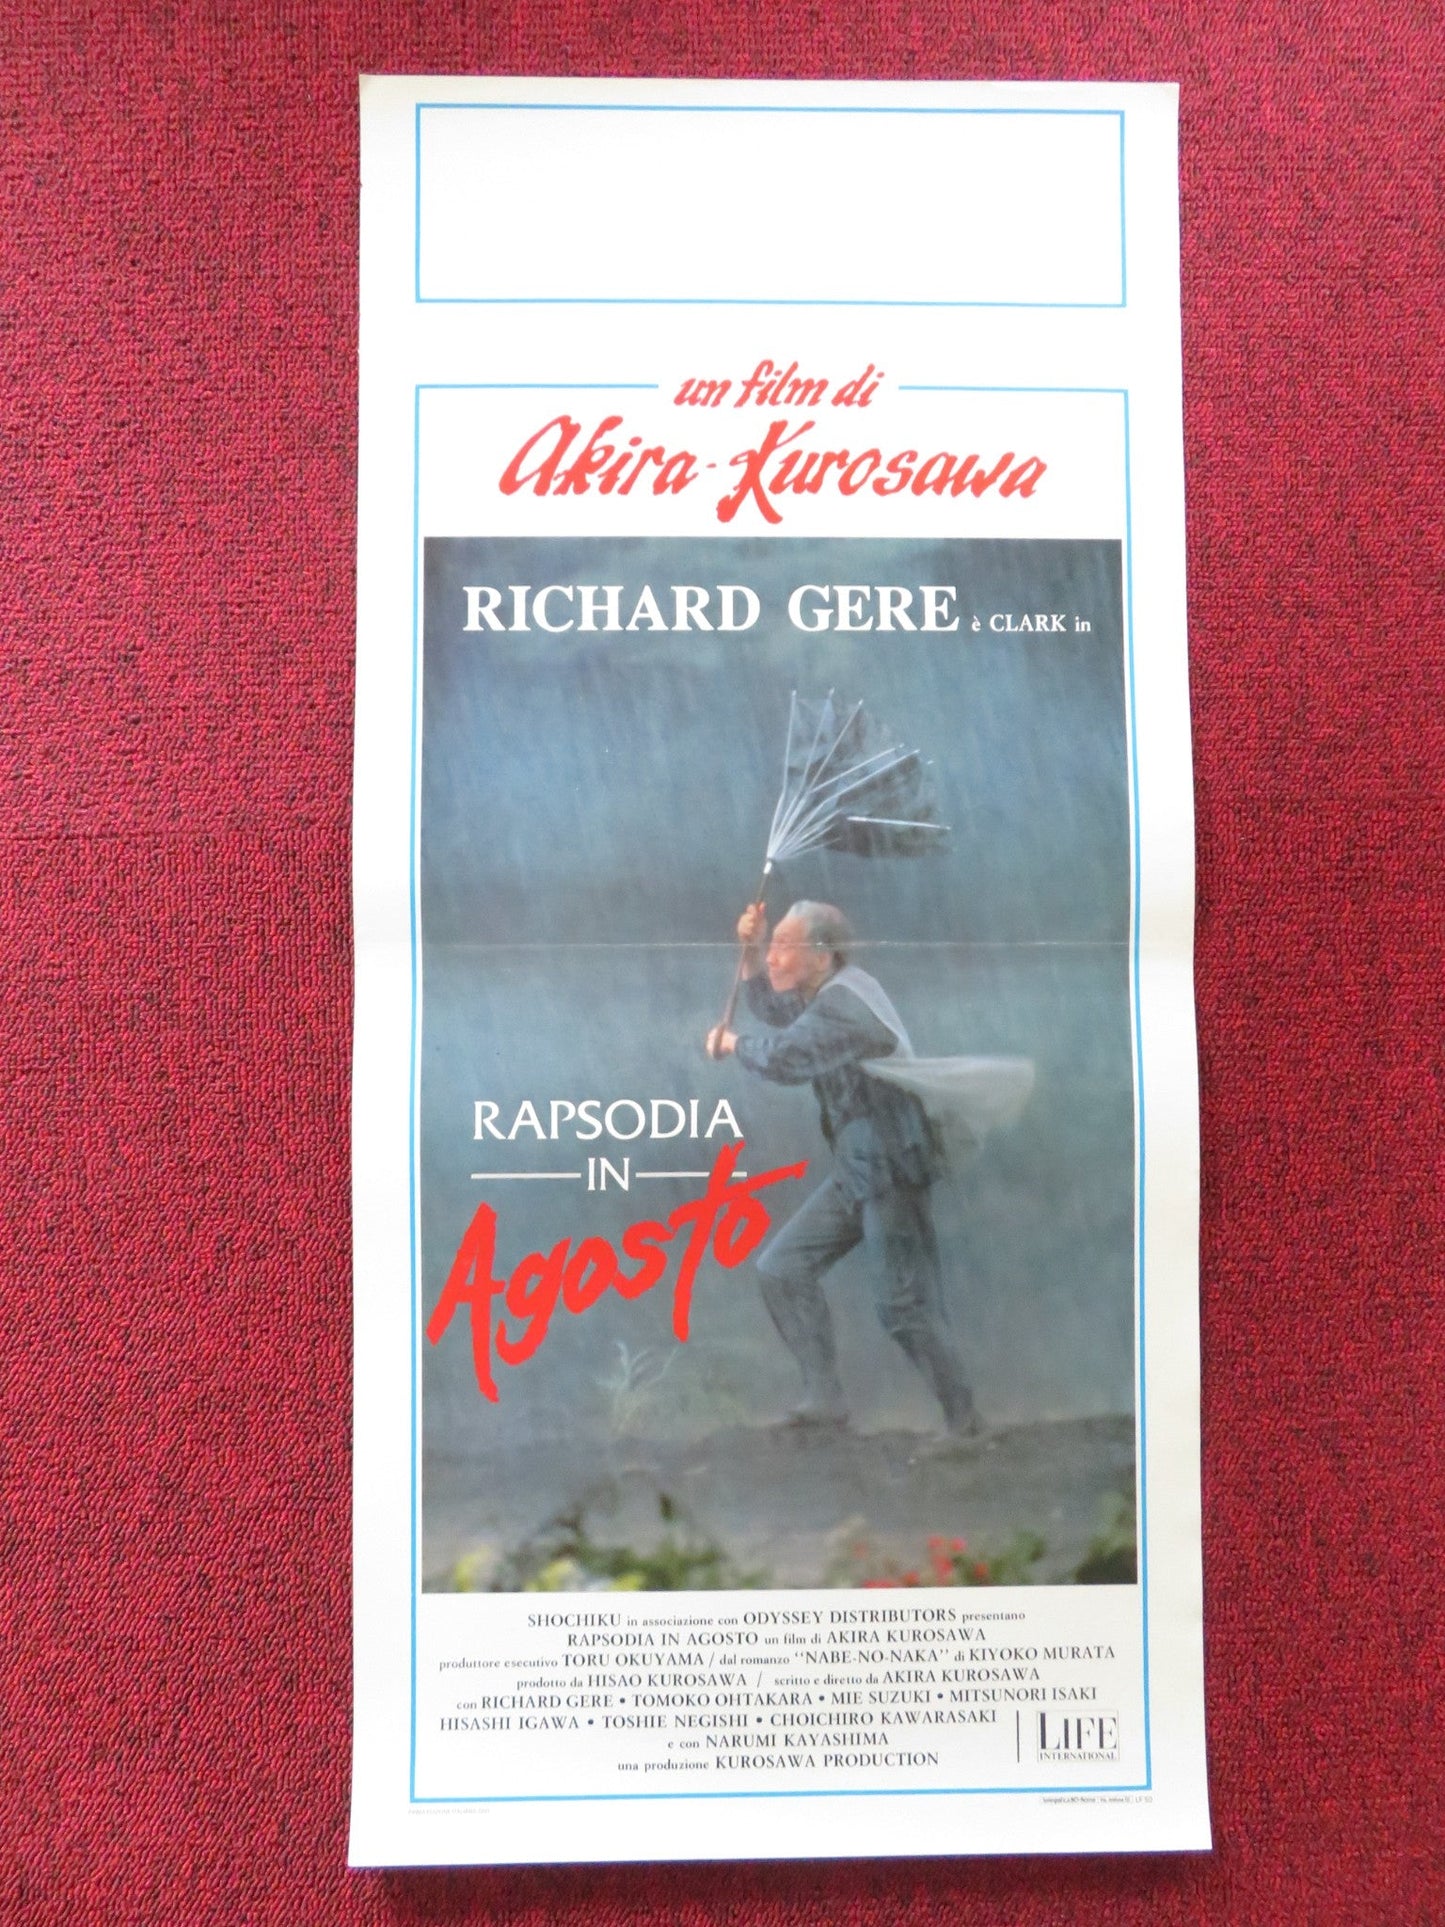 un film di
Akira Kurosawa
RICHARD GERE è CLARK in
RAPSODIA
IN
Agosto
SHOCHIKU in associazione con ODYSSEY DISTRIBUTORS presentano
RAPSODIA IN AGOSTO un film di AKIRA KUROSAWA
produttore esecutivo TORU OKUYAMA / dal romanzo "NABE-NO-NAKA" di KIYOKO MURATA
prodotto da HISAO KUROSAWA / scritto e diretto da AKIRA KUROSAWA
con RICHARD GERE • TOMOKO OHTAKARA • MIE SUZUKI • MITSUNORI ISAKI
HISASHI IGAWA • TOSHIE NEGISHI • CHOICHIRO KAWARASAKI
e con NARUMI KAYASHIMA
una produzione KUROSAWA PRODUCTION
LIFE
INTERNATIONAL